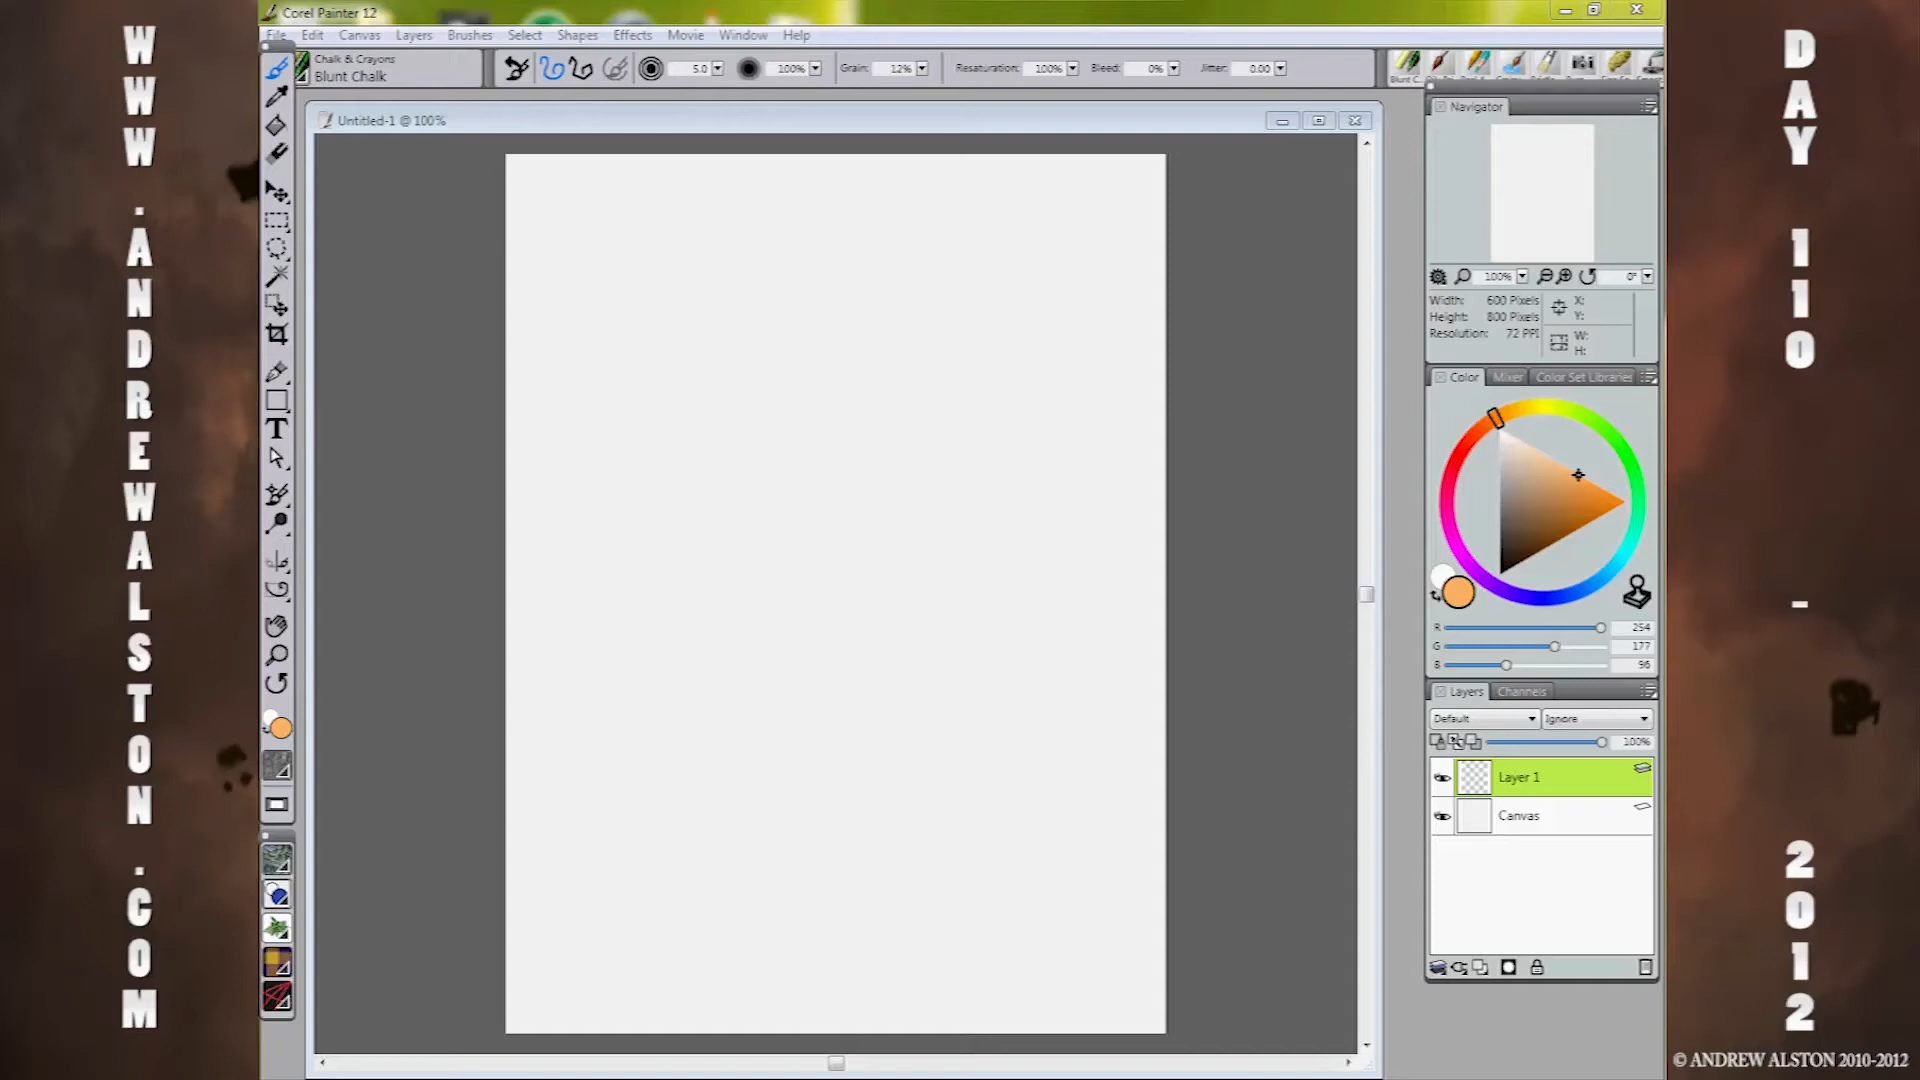 WWW.ANDREWALSTON.COM
Corel Painter 12
File Edit Canvas Layers Brushes Select Shapes Effects Movie Window Help
Chalk & Crayons
Blunt Chalk
5.0 100% Grain: 12% Resaturation: 100% Bleed: 0% Jitter: 0.00
Blunt C...
Untitled-1 @ 100%
Navigator
100% 0°
Width: 600 Pixels X:
Height: 800 Pixels Y:
Resolution: 72 PPI W:
H:
Color Mixer Color Set Libraries
R 254
G 177
B 96
Layers Channels
Default Ignore
100%
Layer 1
Canvas
T
DAY 110 - 2012
© ANDREW ALSTON 2010-2012